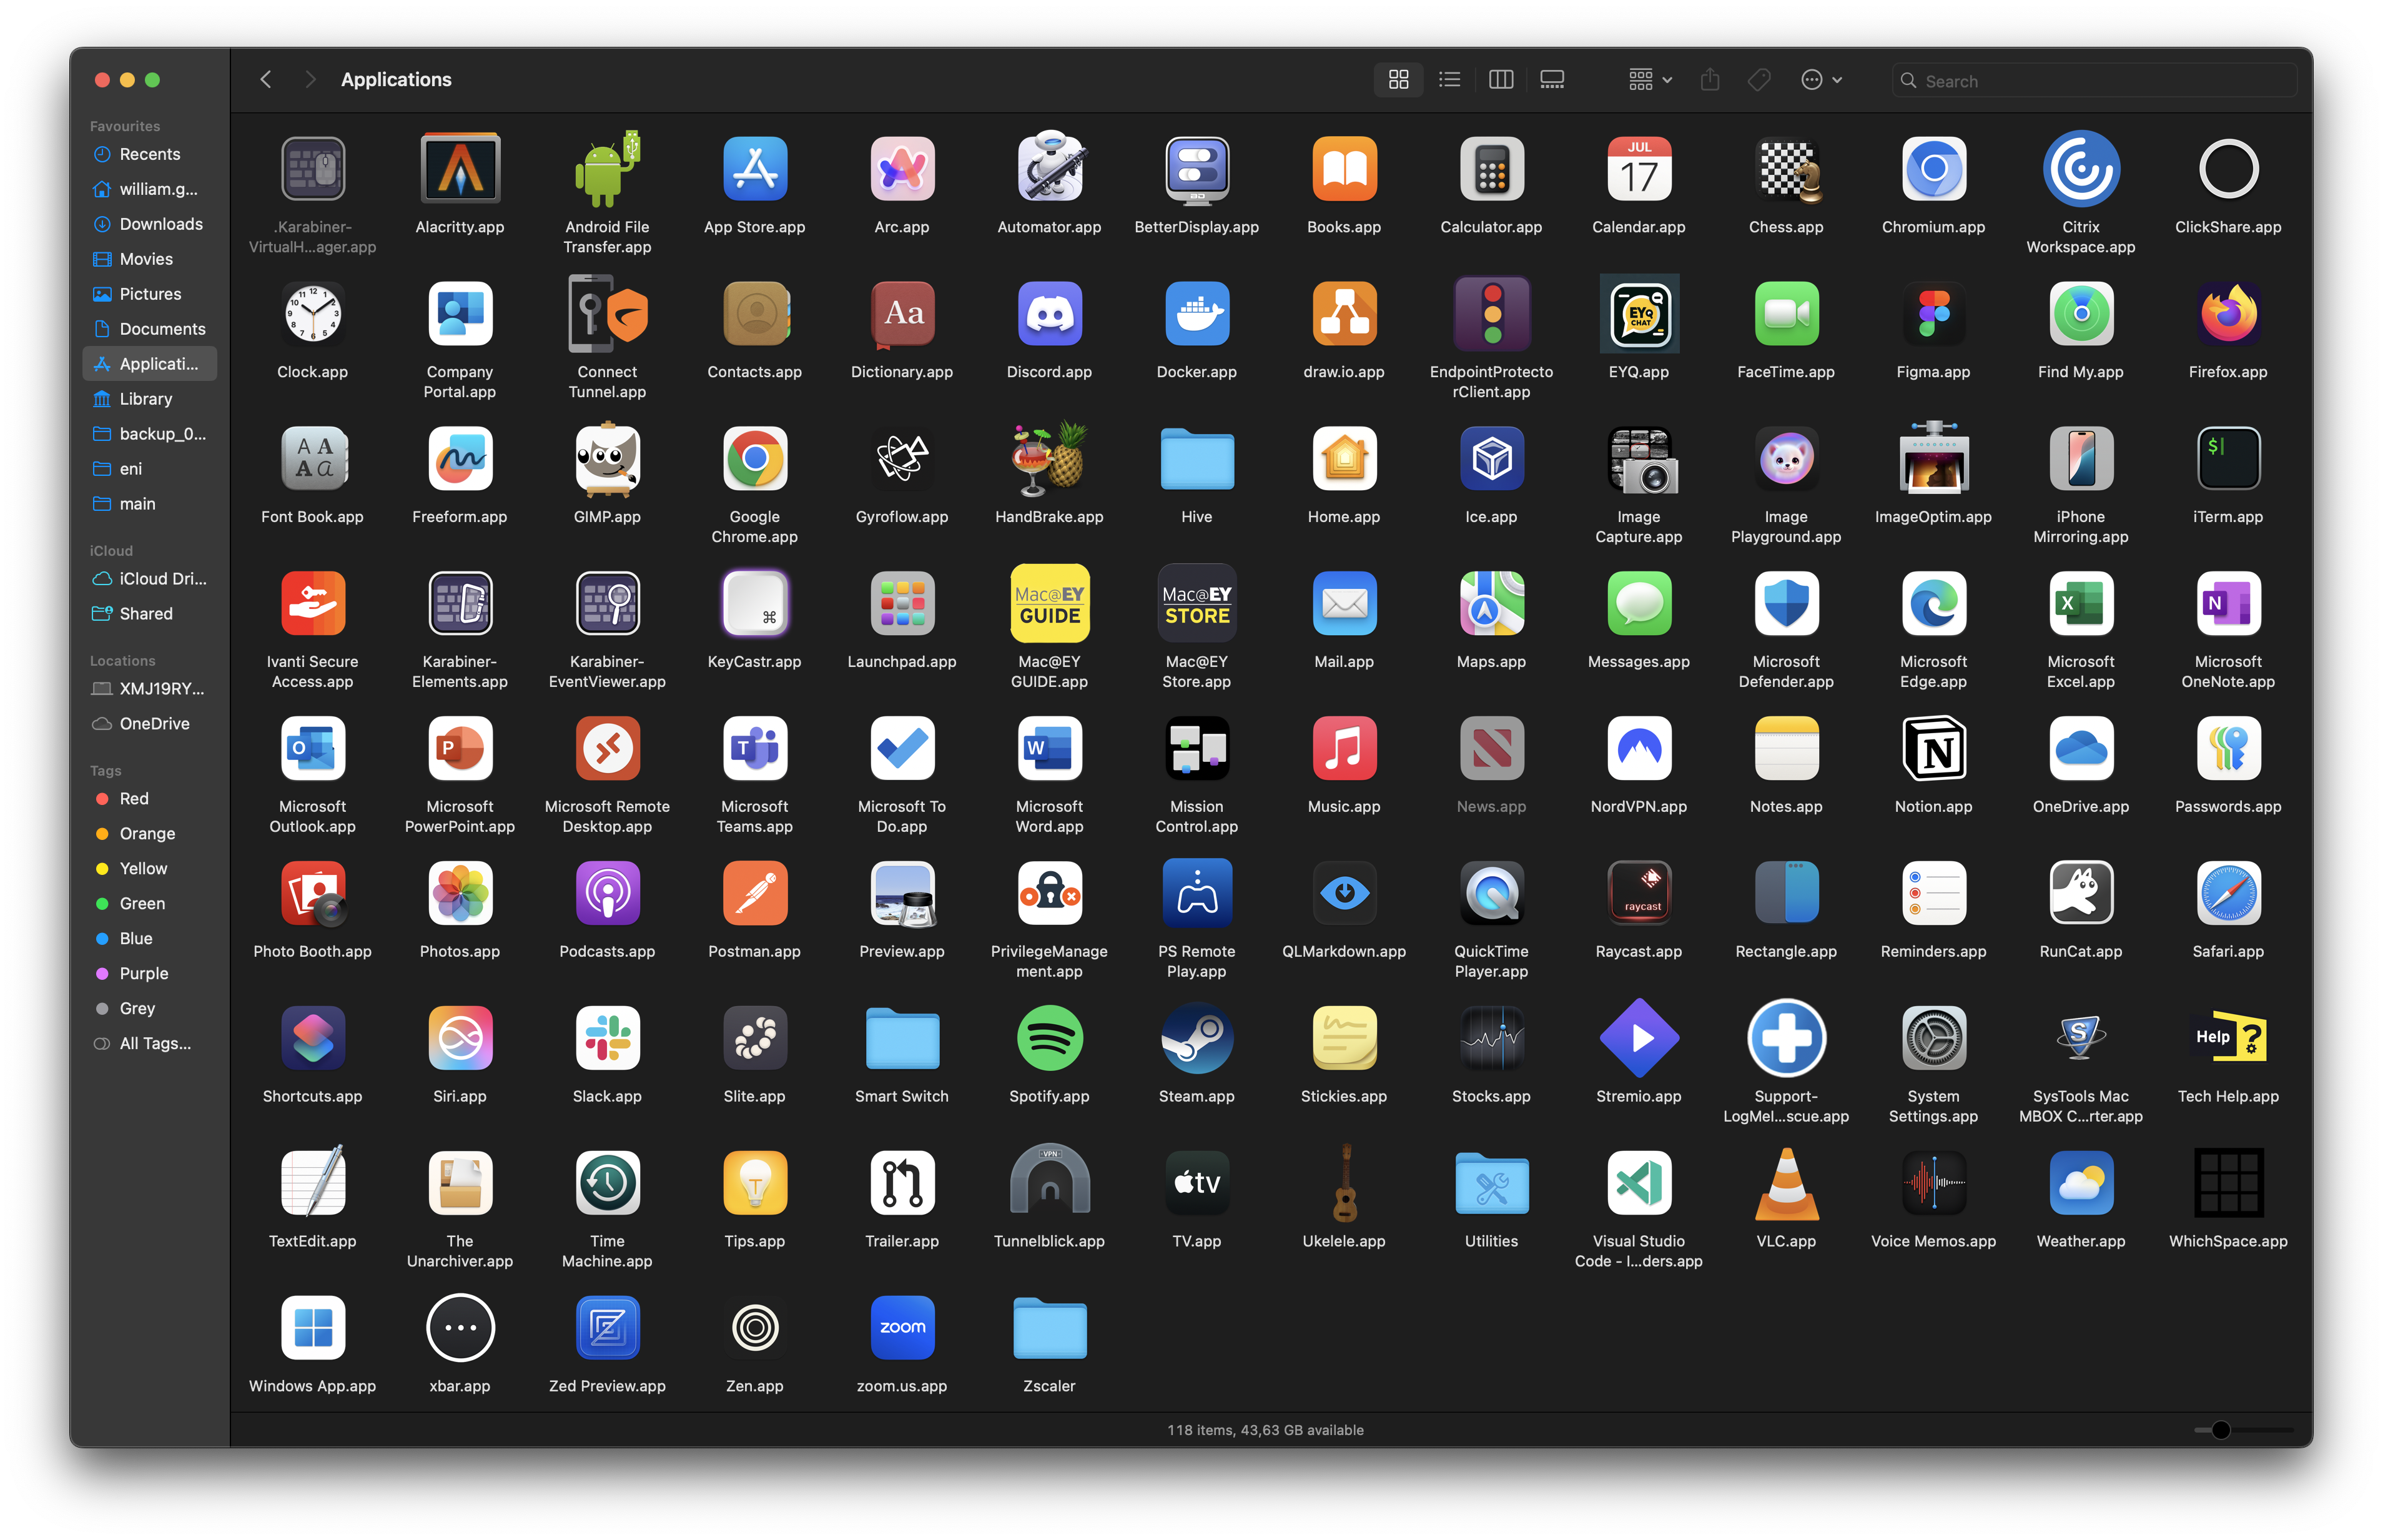 Applications
Search
Favourites
Recents
william.g...
Downloads
Movies
Pictures
Documents
Applicati...
Library
backup_0...
eni
main
iCloud
iCloud Dri...
Shared
Locations
XMJ19RY...
OneDrive
Tags
Red
Orange
Yellow
Green
Blue
Purple
Grey
All Tags...
JUL
17
.Karabiner-
VirtualH...ager.app
Alacritty.app
Android File
Transfer.app
App Store.app
Arc.app
Automator.app
BetterDisplay.app
Books.app
Calculator.app
Calendar.app
Chess.app
Chromium.app
Citrix
Workspace.app
ClickShare.app
Aa
EYQ
CHAT
Clock.app
Company
Portal.app
Connect
Tunnel.app
Contacts.app
Dictionary.app
Discord.app
Docker.app
draw.io.app
EndpointProtecto
rClient.app
EYQ.app
FaceTime.app
Figma.app
Find My.app
Firefox.app
A A
A a
$
Font Book.app
Freeform.app
GIMP.app
Google
Chrome.app
Gyroflow.app
HandBrake.app
Hive
Home.app
Ice.app
Image
Capture.app
Image
Playground.app
ImageOptim.app
iPhone
Mirroring.app
iTerm.app
⌘
Mac@EY
GUIDE
Mac@EY
STORE
X
N
Ivanti Secure
Access.app
Karabiner-
Elements.app
Karabiner-
EventViewer.app
KeyCastr.app
Launchpad.app
Mac@EY
GUIDE.app
Mac@EY
Store.app
Mail.app
Maps.app
Messages.app
Microsoft
Defender.app
Microsoft
Edge.app
Microsoft
Excel.app
Microsoft
OneNote.app
O
P
T
W
N
Microsoft
Outlook.app
Microsoft
PowerPoint.app
Microsoft Remote
Desktop.app
Microsoft
Teams.app
Microsoft To
Do.app
Microsoft
Word.app
Mission
Control.app
Music.app
News.app
NordVPN.app
Notes.app
Notion.app
OneDrive.app
Passwords.app
raycast
Photo Booth.app
Photos.app
Podcasts.app
Postman.app
Preview.app
PrivilegeManage
ment.app
PS Remote
Play.app
QLMarkdown.app
QuickTime
Player.app
Raycast.app
Rectangle.app
Reminders.app
RunCat.app
Safari.app
S
Help ?
Shortcuts.app
Siri.app
Slack.app
Slite.app
Smart Switch
Spotify.app
Steam.app
Stickies.app
Stocks.app
Stremio.app
Support-
LogMeI...scue.app
System
Settings.app
SysTools Mac
MBOX C...rter.app
Tech Help.app
T
VPN
tv
TextEdit.app
The
Unarchiver.app
Time
Machine.app
Tips.app
Trailer.app
Tunnelblick.app
TV.app
Ukelele.app
Utilities
Visual Studio
Code - I...ders.app
VLC.app
Voice Memos.app
Weather.app
WhichSpace.app
zoom
Windows App.app
xbar.app
Zed Preview.app
Zen.app
zoom.us.app
Zscaler
118 items, 43,63 GB available